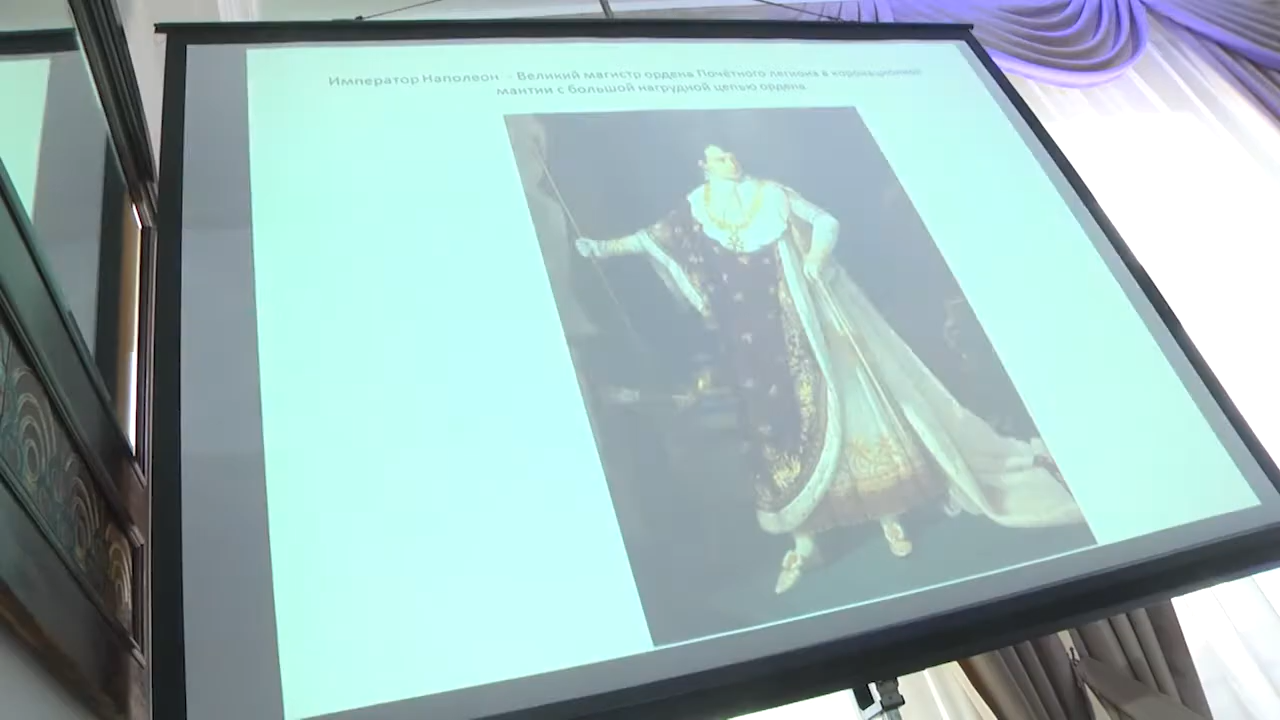 Император Наполеон - Великий магистр ордена Почётного легиона в коронационной
мантии с большой нагрудной цепью ордена.